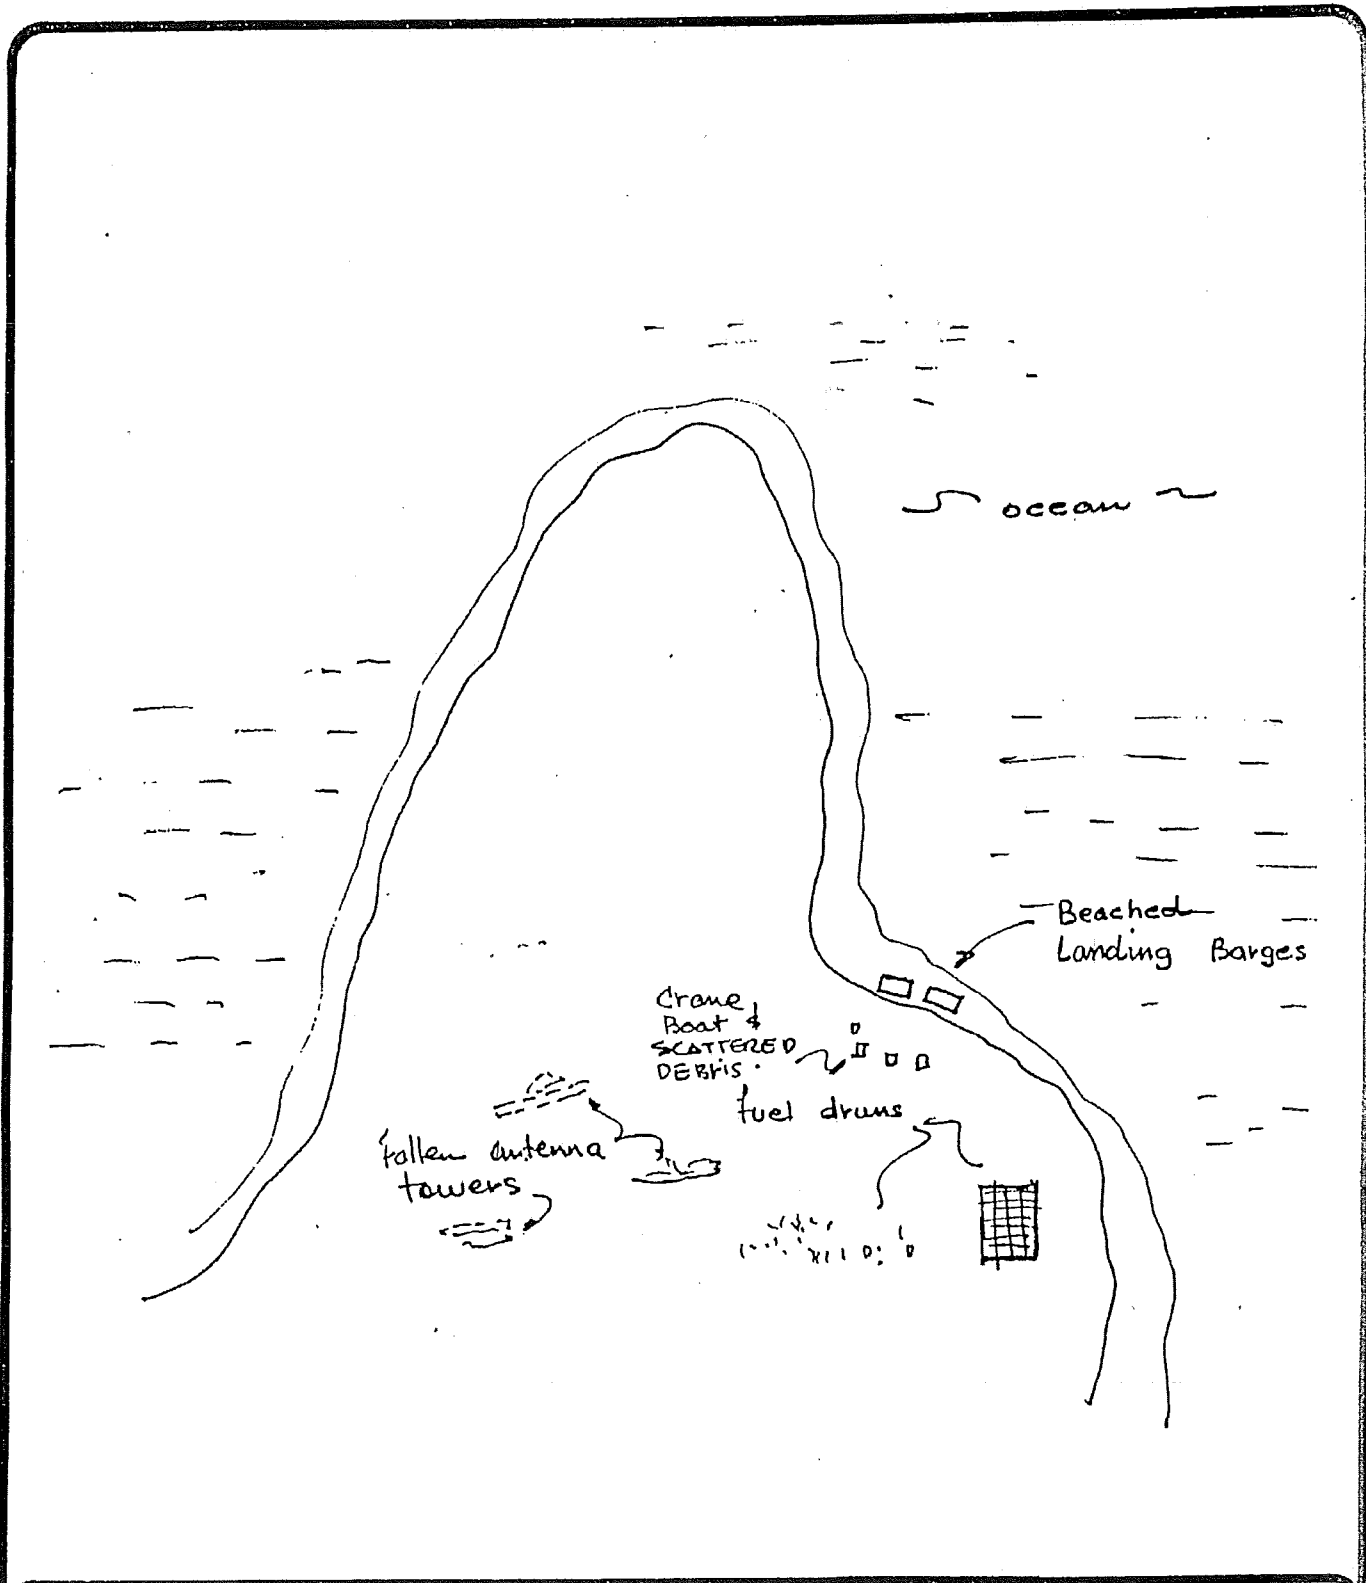 ocean
Beached
Landing Barges
Crane,
Boat &
SCATTERED
DEBRIS.
fuel drums
Fallen antenna
towers